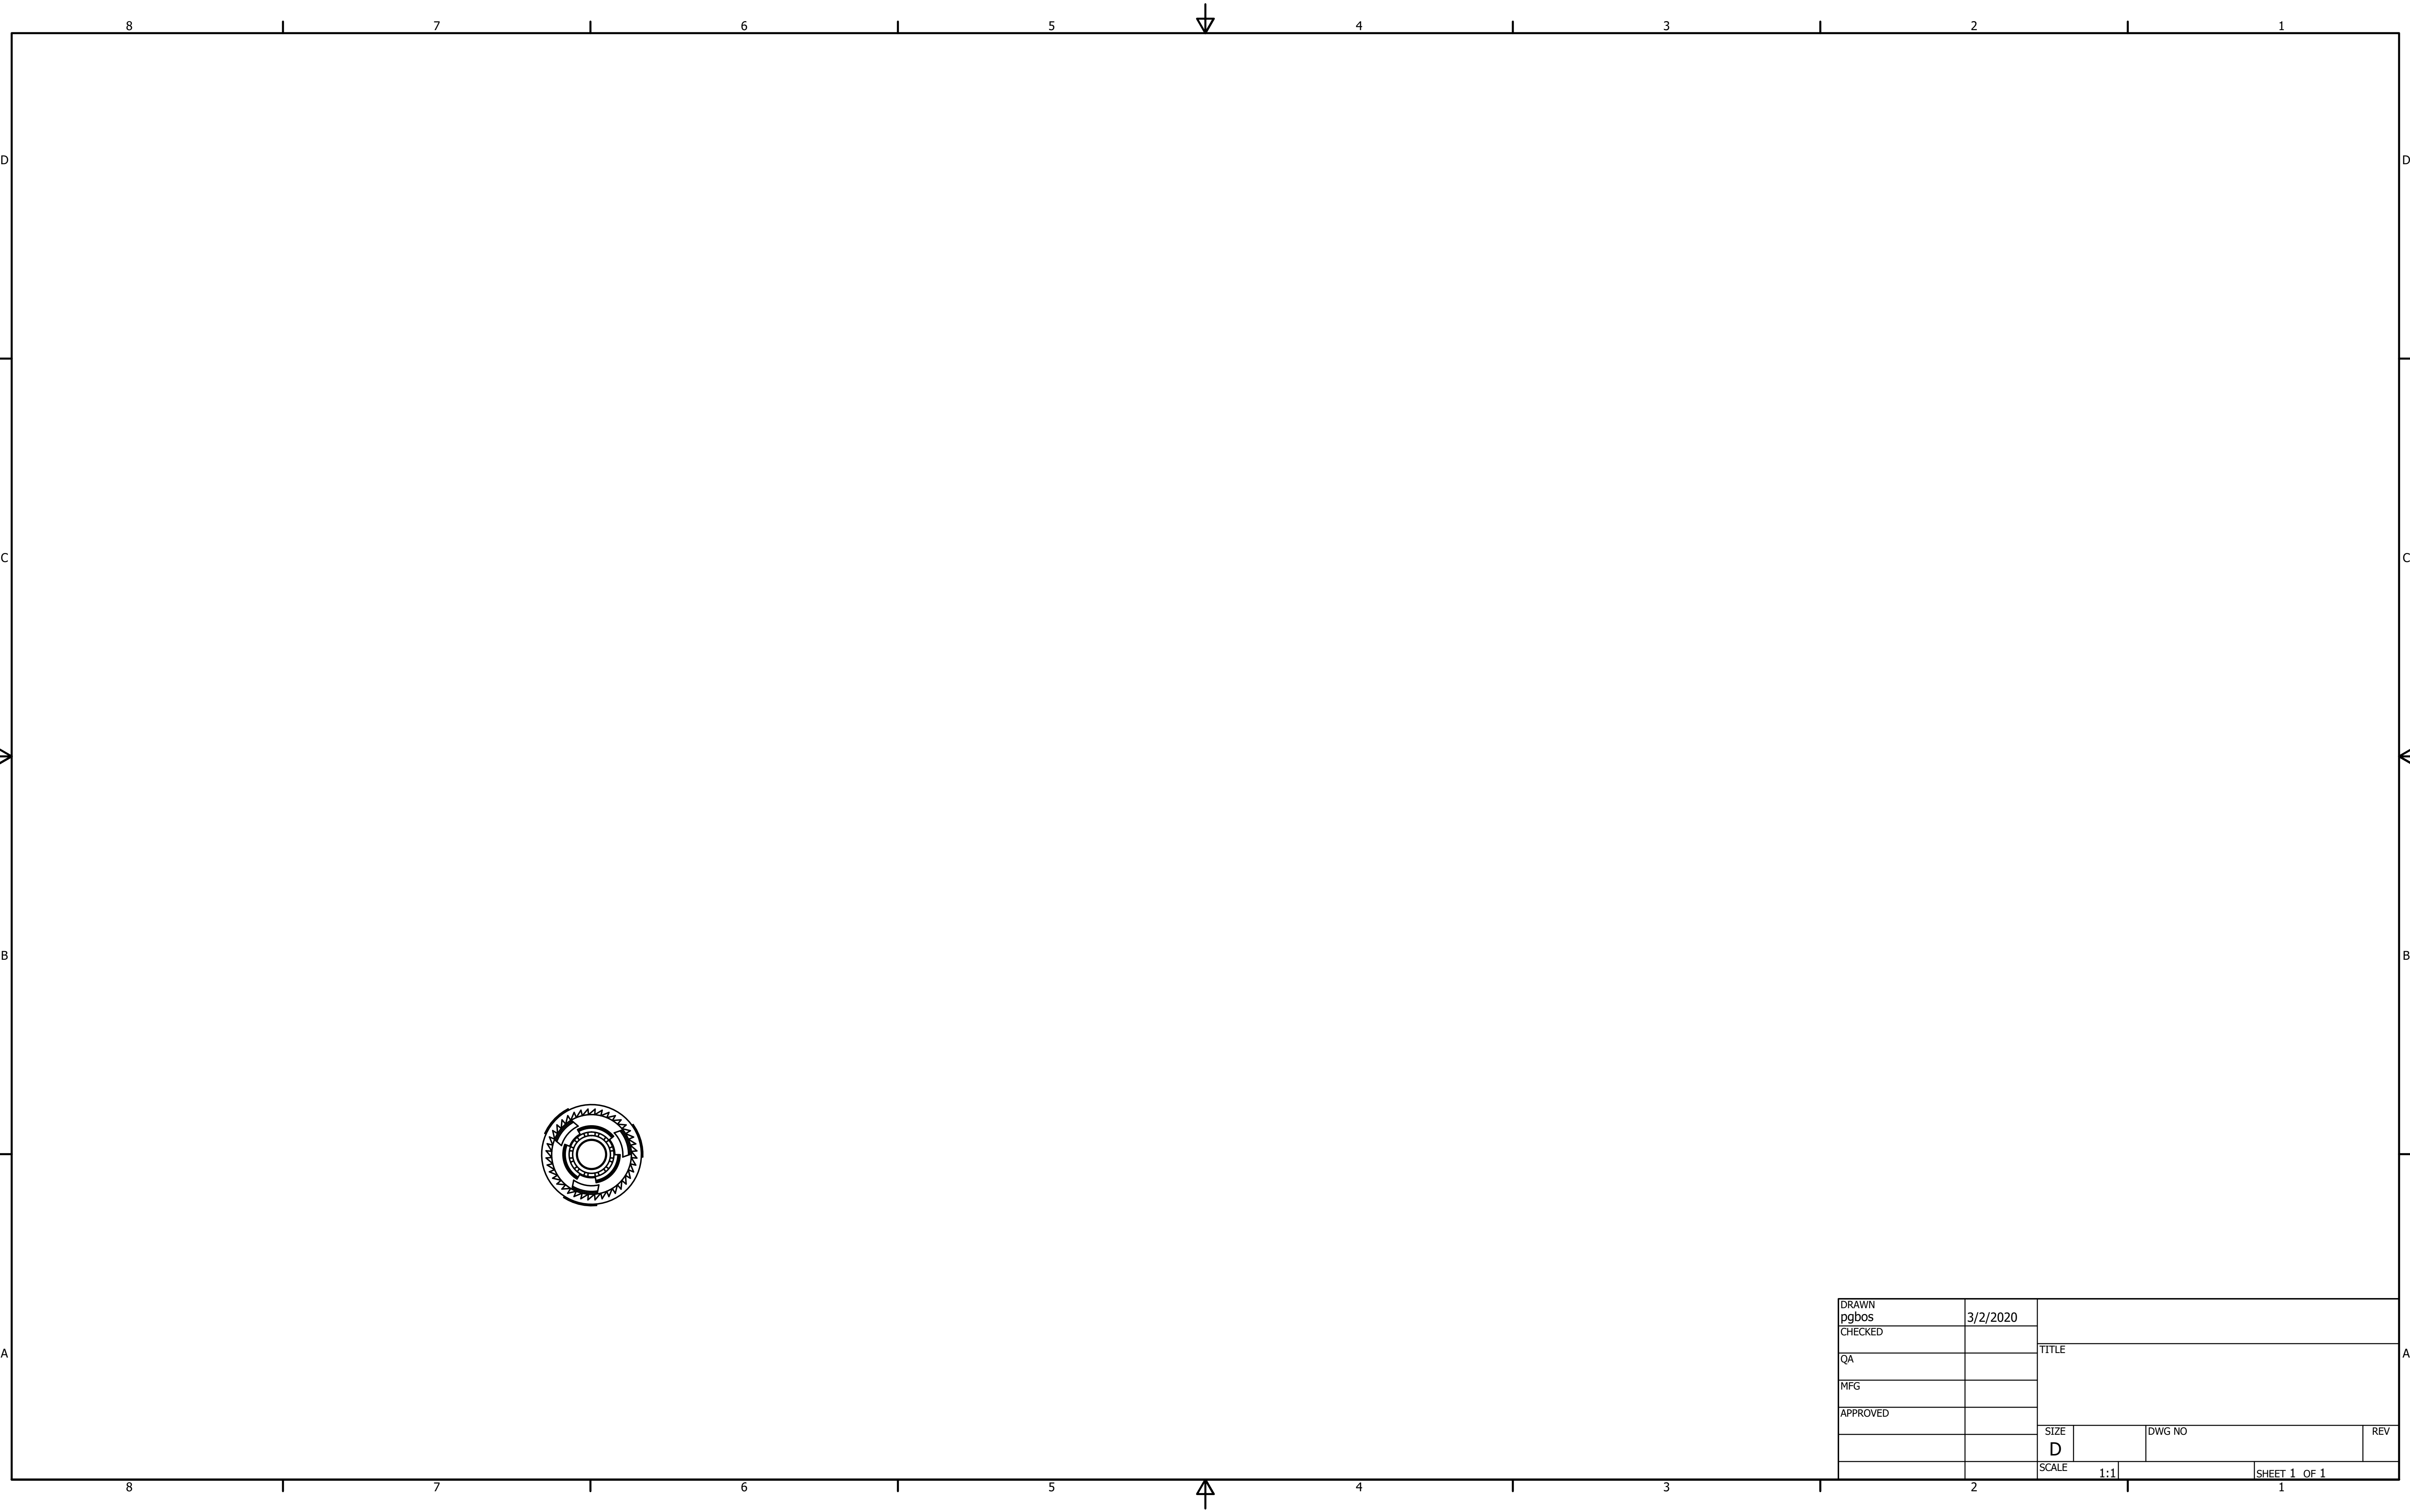 8 7 6 5 4 3 2 1
D D
C C
B B
A A
DRAWN
pgbos 3/2/2020
CHECKED
TITLE
QA
MFG
APPROVED
SIZE DWG NO REV
D
SCALE 1:1 SHEET 1 OF 1
8 7 6 5 4 3 2 1